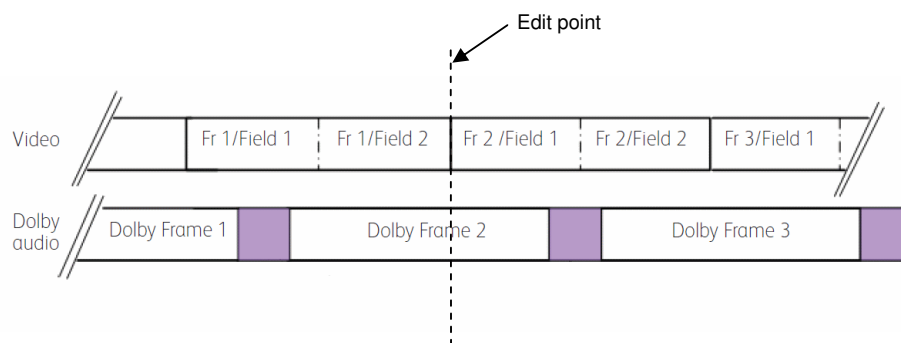 Edit point
Video
Fr 1/Field 1
Fr 1/Field 2
Fr 2 /Field 1
Fr 2/Field 2
Fr 3/Field 1
Dolby
audio
Dolby Frame 1
Dolby Frame 2
Dolby Frame 3